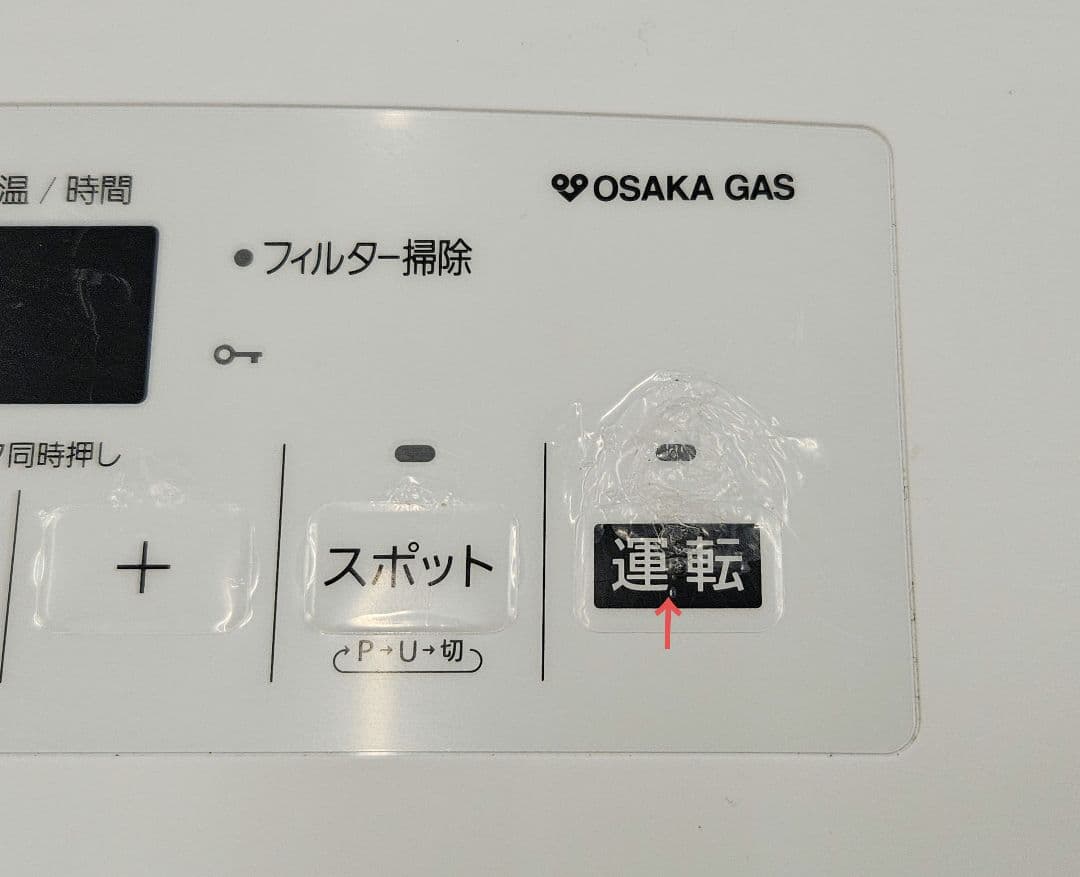 温 / 時間
OSAKA GAS
フィルター掃除
同時押し
+
スポット
運転
P→U→切